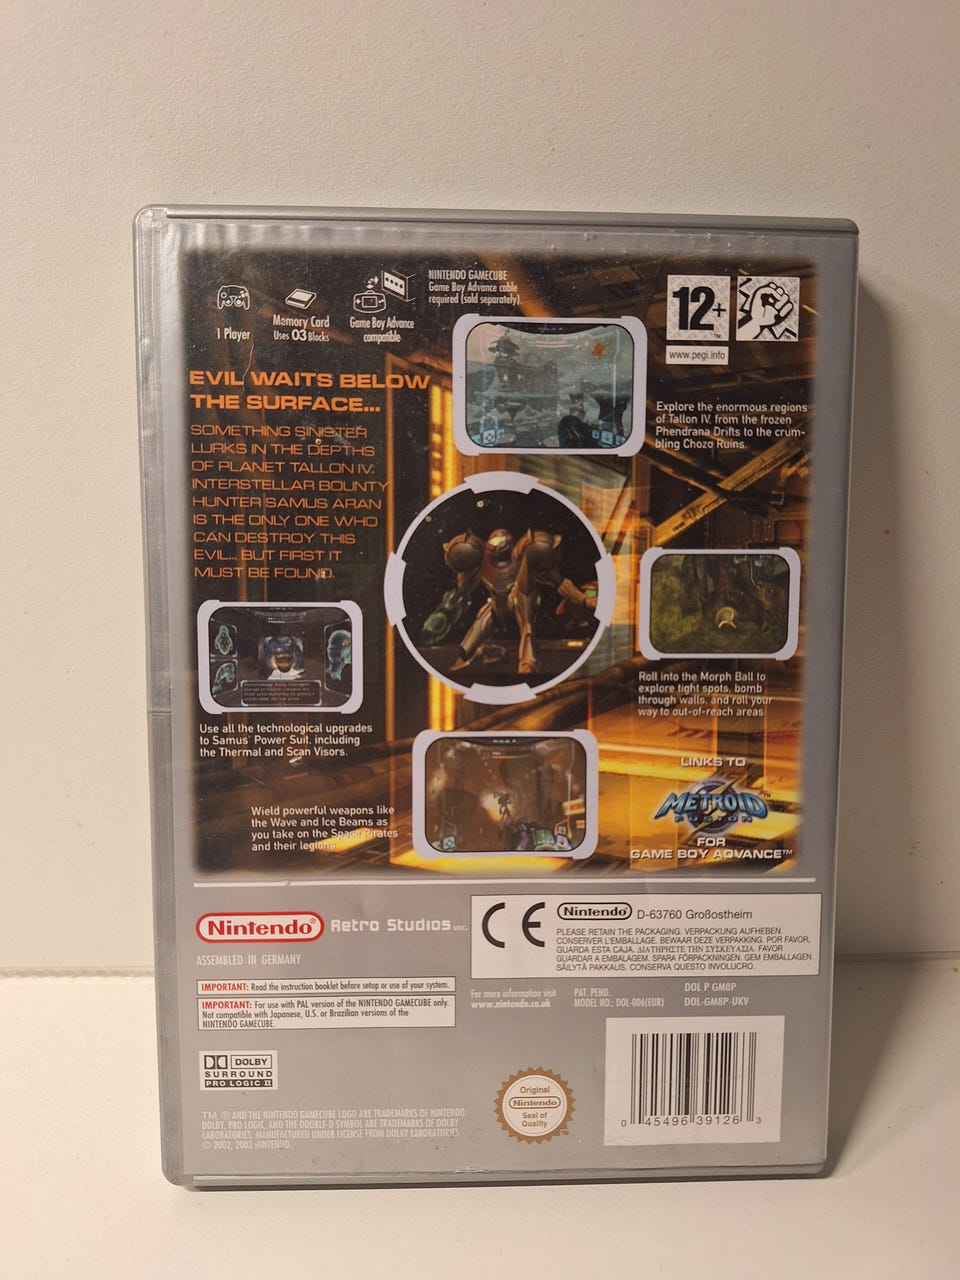 1 Player
Memory Card
Uses 03 Blocks
Game Boy Advance
compatible
NINTENDO GAMECUBE
Game Boy Advance cable
required (sold separately).
12+
™
™
www.pegi.info
EVIL WAITS BELOW
THE SURFACE...
SOMETHING SINISTER
LURKS IN THE DEPTHS
OF PLANET TALLON IV.
INTERSTELLAR BOUNTY
HUNTER SAMUS ARAN
IS THE ONLY ONE WHO
CAN DESTROY THIS
EVIL... BUT FIRST IT
MUST BE FOUND.
Explore the enormous regions
of Tallon IV, from the frozen
Phendrana Drifts to the crum-
bling Chozo Ruins.
Roll into the Morph Ball to
explore tight spots, bomb
through walls, and roll your
way to out-of-reach areas
Use all the technological upgrades
to Samus' Power Suit, including
the Thermal and Scan Visors.
Wield powerful weapons like
the Wave and Ice Beams as
you take on the Space Pirates
and their legions.
LINKS TO
METROID™
FUSION
FOR
GAME BOY ADVANCE™
Nintendo®
Retro Studios inc.
ASSEMBLED IN GERMANY
CE
Nintendo® D-63760 Großostheim
PLEASE RETAIN THE PACKAGING. VERPACKUNG AUFHEBEN.
CONSERVER L'EMBALLAGE. BEWAAR DEZE VERPAKKING. POR FAVOR,
GUARDA ESTA CAJA. ΔΙΑΤΗΡΗΣΤΕ ΤΗΝ ΣΥΣΚΕΥΑΣΙΑ. FAVOR
GUARDAR A EMBALAGEM. SPARA FÖRPACKNINGEN. GEM EMBALLAGEN.
SÄILYTÄ PAKKAUS. CONSERVA QUESTO INVOLUCRO.
IMPORTANT: Read the instruction booklet before setup or use of your system.
IMPORTANT: For use with PAL version of the NINTENDO GAMECUBE only.
Not compatible with Japanese, U.S. or Brazilian versions of the
NINTENDO GAMECUBE.
For more information visit
www.nintendo.co.uk
PAT. PEND.
MODEL NO.: DOL-006(EUR)
DOL P GM8P
DOL-GM8P-UKV
DOLBY
SURROUND
PRO LOGIC II
TM, ® AND THE NINTENDO GAMECUBE LOGO ARE TRADEMARKS OF NINTENDO.
DOLBY, PRO LOGIC, AND THE DOUBLE-D SYMBOL ARE TRADEMARKS OF DOLBY
LABORATORIES. MANUFACTURED UNDER LICENSE FROM DOLBY LABORATORIES.
© 2002, 2003 NINTENDO.
Original
Nintendo®
Seal of
Quality
™
0 45496 39126 3